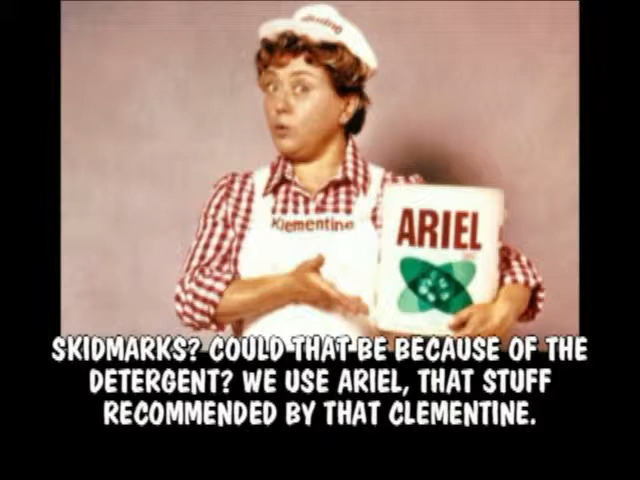 Klementine
ARIEL
SKIDMARKS? COULD THAT BE BECAUSE OF THE
DETERGENT? WE USE ARIEL, THAT STUFF
RECOMMENDED BY THAT CLEMENTINE.